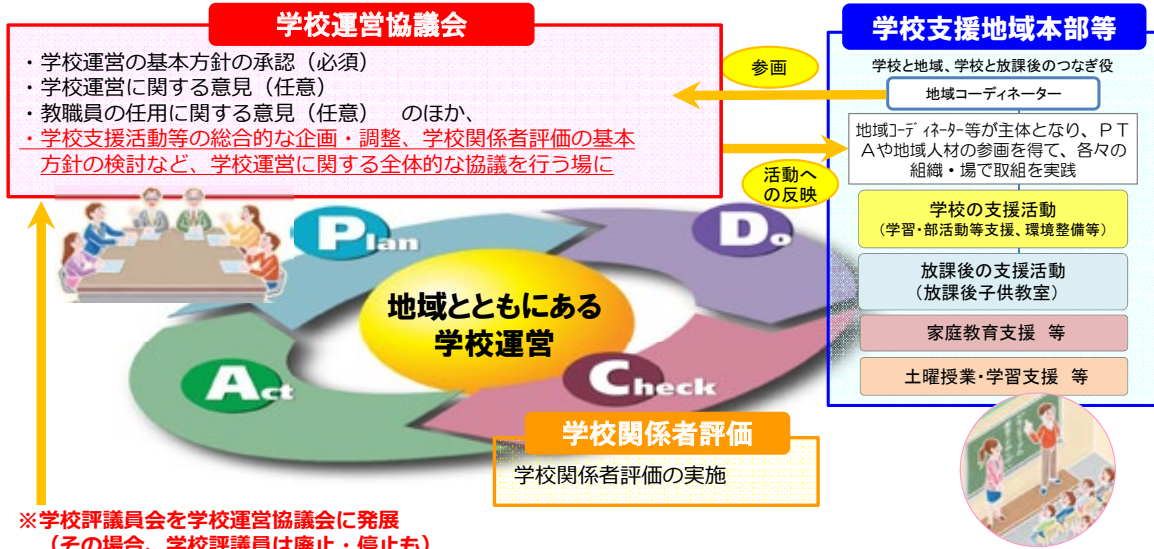 学校運営協議会
・学校運営の基本方針の承認（必須）
・学校運営に関する意見（任意）
・教職員の任用に関する意見（任意）　のほか、
・学校支援活動等の総合的な企画・調整、学校関係者評価の基本
方針の検討など、学校運営に関する全体的な協議を行う場に
参画
活動へ
の反映
学校支援地域本部等
学校と地域、学校と放課後のつなぎ役
地域コーディネーター
地域ｺｰﾃﾞｨﾈｰﾀｰ等が主体となり、ＰＴ
Ａや地域人材の参画を得て、各々の
組織・場で取組を実践
学校の支援活動
（学習・部活動等支援、環境整備等）
放課後の支援活動
（放課後子供教室）
家庭教育支援　等
土曜授業・学習支援　等
Plan
Do
地域とともにある
学校運営
Act
Check
学校関係者評価
学校関係者評価の実施
※学校評議員会を学校運営協議会に発展
（その場合、学校評議員は廃止・停止も）